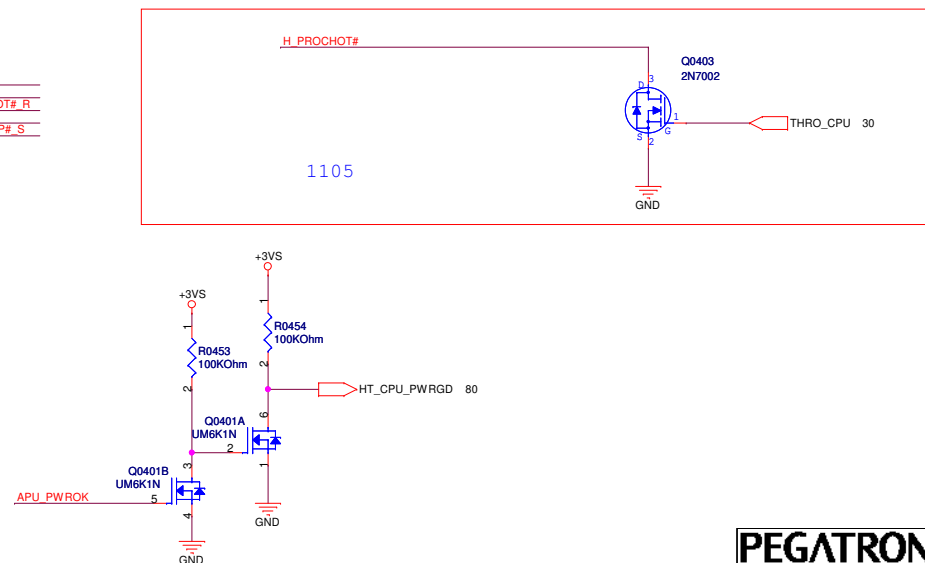 H_PROCHOT#
Q0403
2N7002
OT#_R
P#_S
D
3
1
G
S
2
THRO_CPU 30
1105
GND
+3VS
+3VS
1
R0454
100KOhm
2
1
R0453
100KOhm
2
HT_CPU_PWRGD 80
6
Q0401A
UM6K1N
2
1
3
Q0401B
UM6K1N
APU_PWROK
5
4
GND
GND
PEGATRON